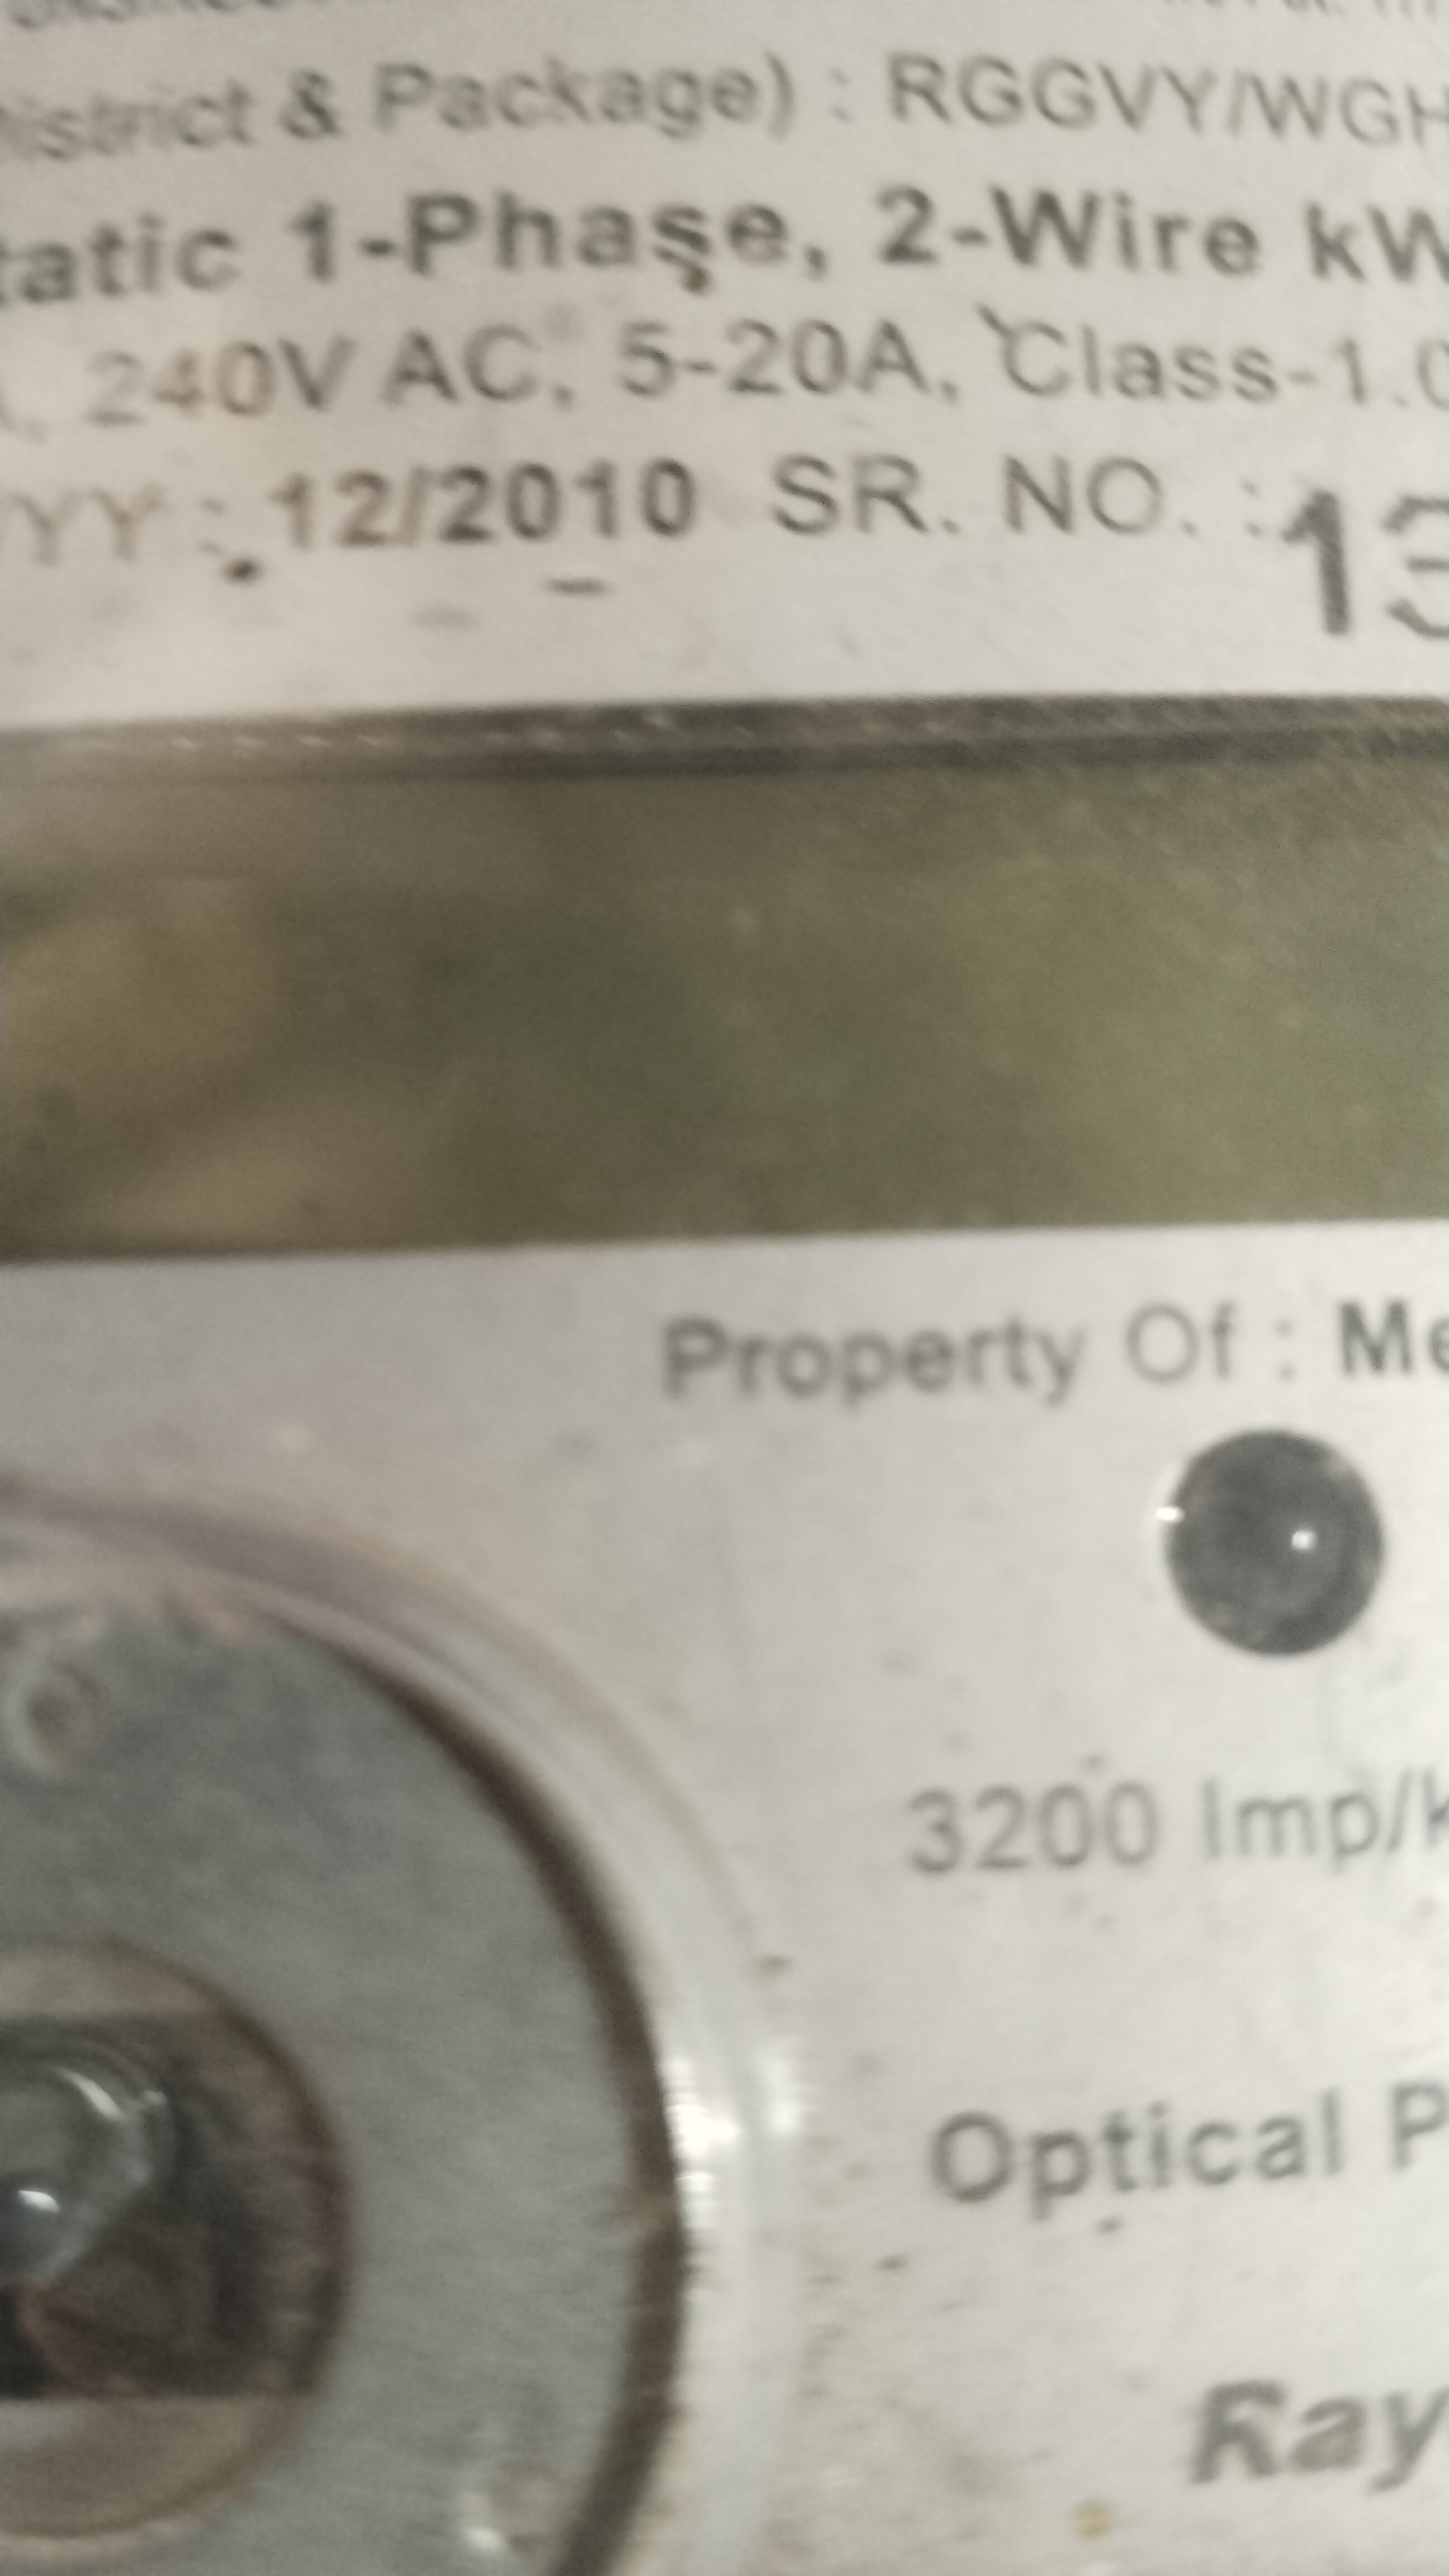 istrict & Package) : RGGVY/WGH
tatic 1-Phase, 2-Wire kW
240V AC, 5-20A, Class-1.0
YY : 12/2010 SR. NO. : 13
Property Of : Me
3200 Imp/k
Optical P
Ray